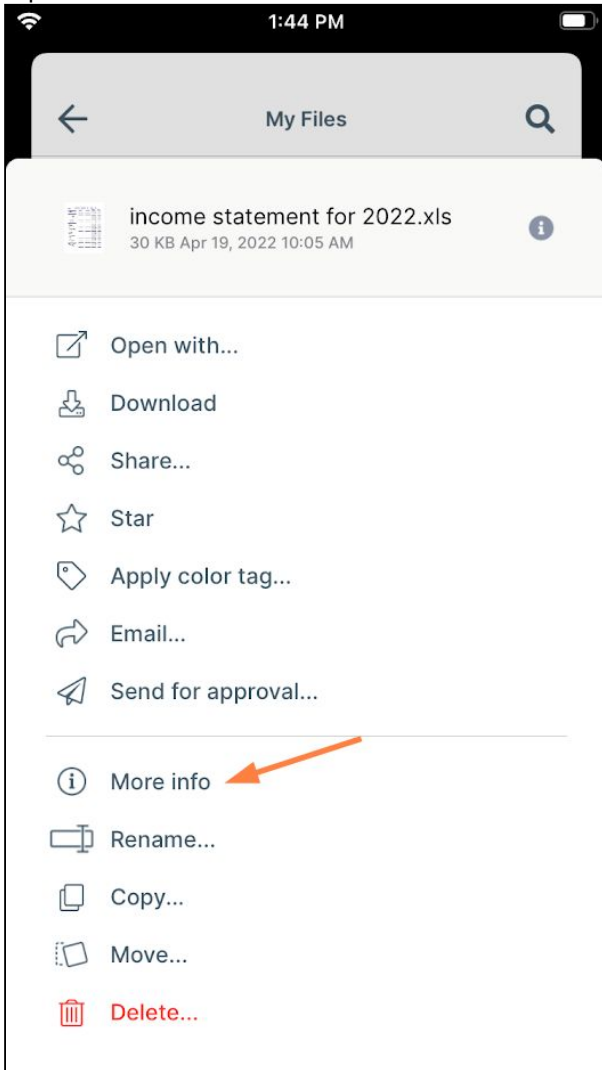 1:44 PM
My Files
income statement for 2022.xls
30 KB Apr 19, 2022 10:05 AM
Open with...
Download
Share...
Star
Apply color tag...
Email...
Send for approval...
More info
Rename...
Copy...
Move...
Delete...